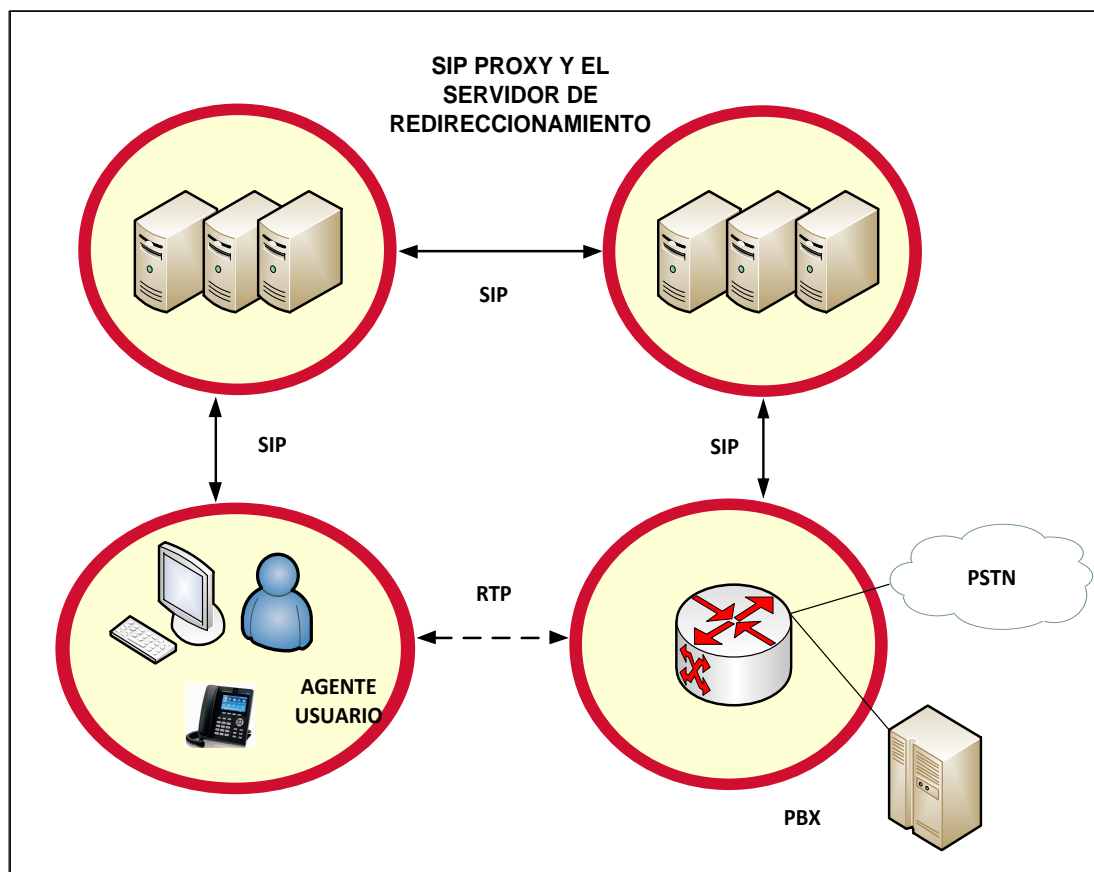 SIP PROXY Y EL
SERVIDOR DE
REDIRECCIONAMIENTO
SIP
SIP
SIP
RTP
PSTN
AGENTE
USUARIO
PBX